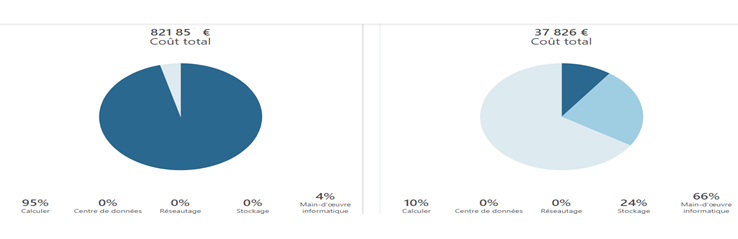 821 85 €
Coût total
95%
Calculer
0%
Centre de données
0%
Réseautage
0%
Stockage
4%
Main-d'œuvre
informatique
37 826 €
Coût total
10%
Calculer
0%
Centre de données
0%
Réseautage
24%
Stockage
66%
Main-d'œuvre
informatique